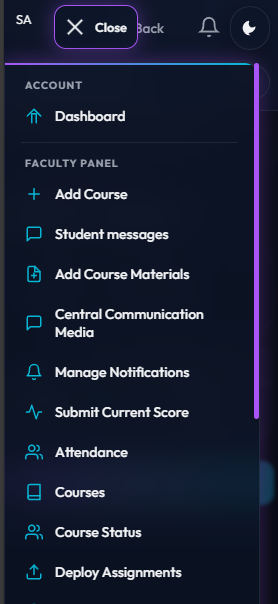 SA
Close
Back
ACCOUNT
Dashboard
FACULTY PANEL
Add Course
Student messages
Add Course Materials
Central Communication
Media
Manage Notifications
Submit Current Score
Attendance
Courses
Course Status
Deploy Assignments